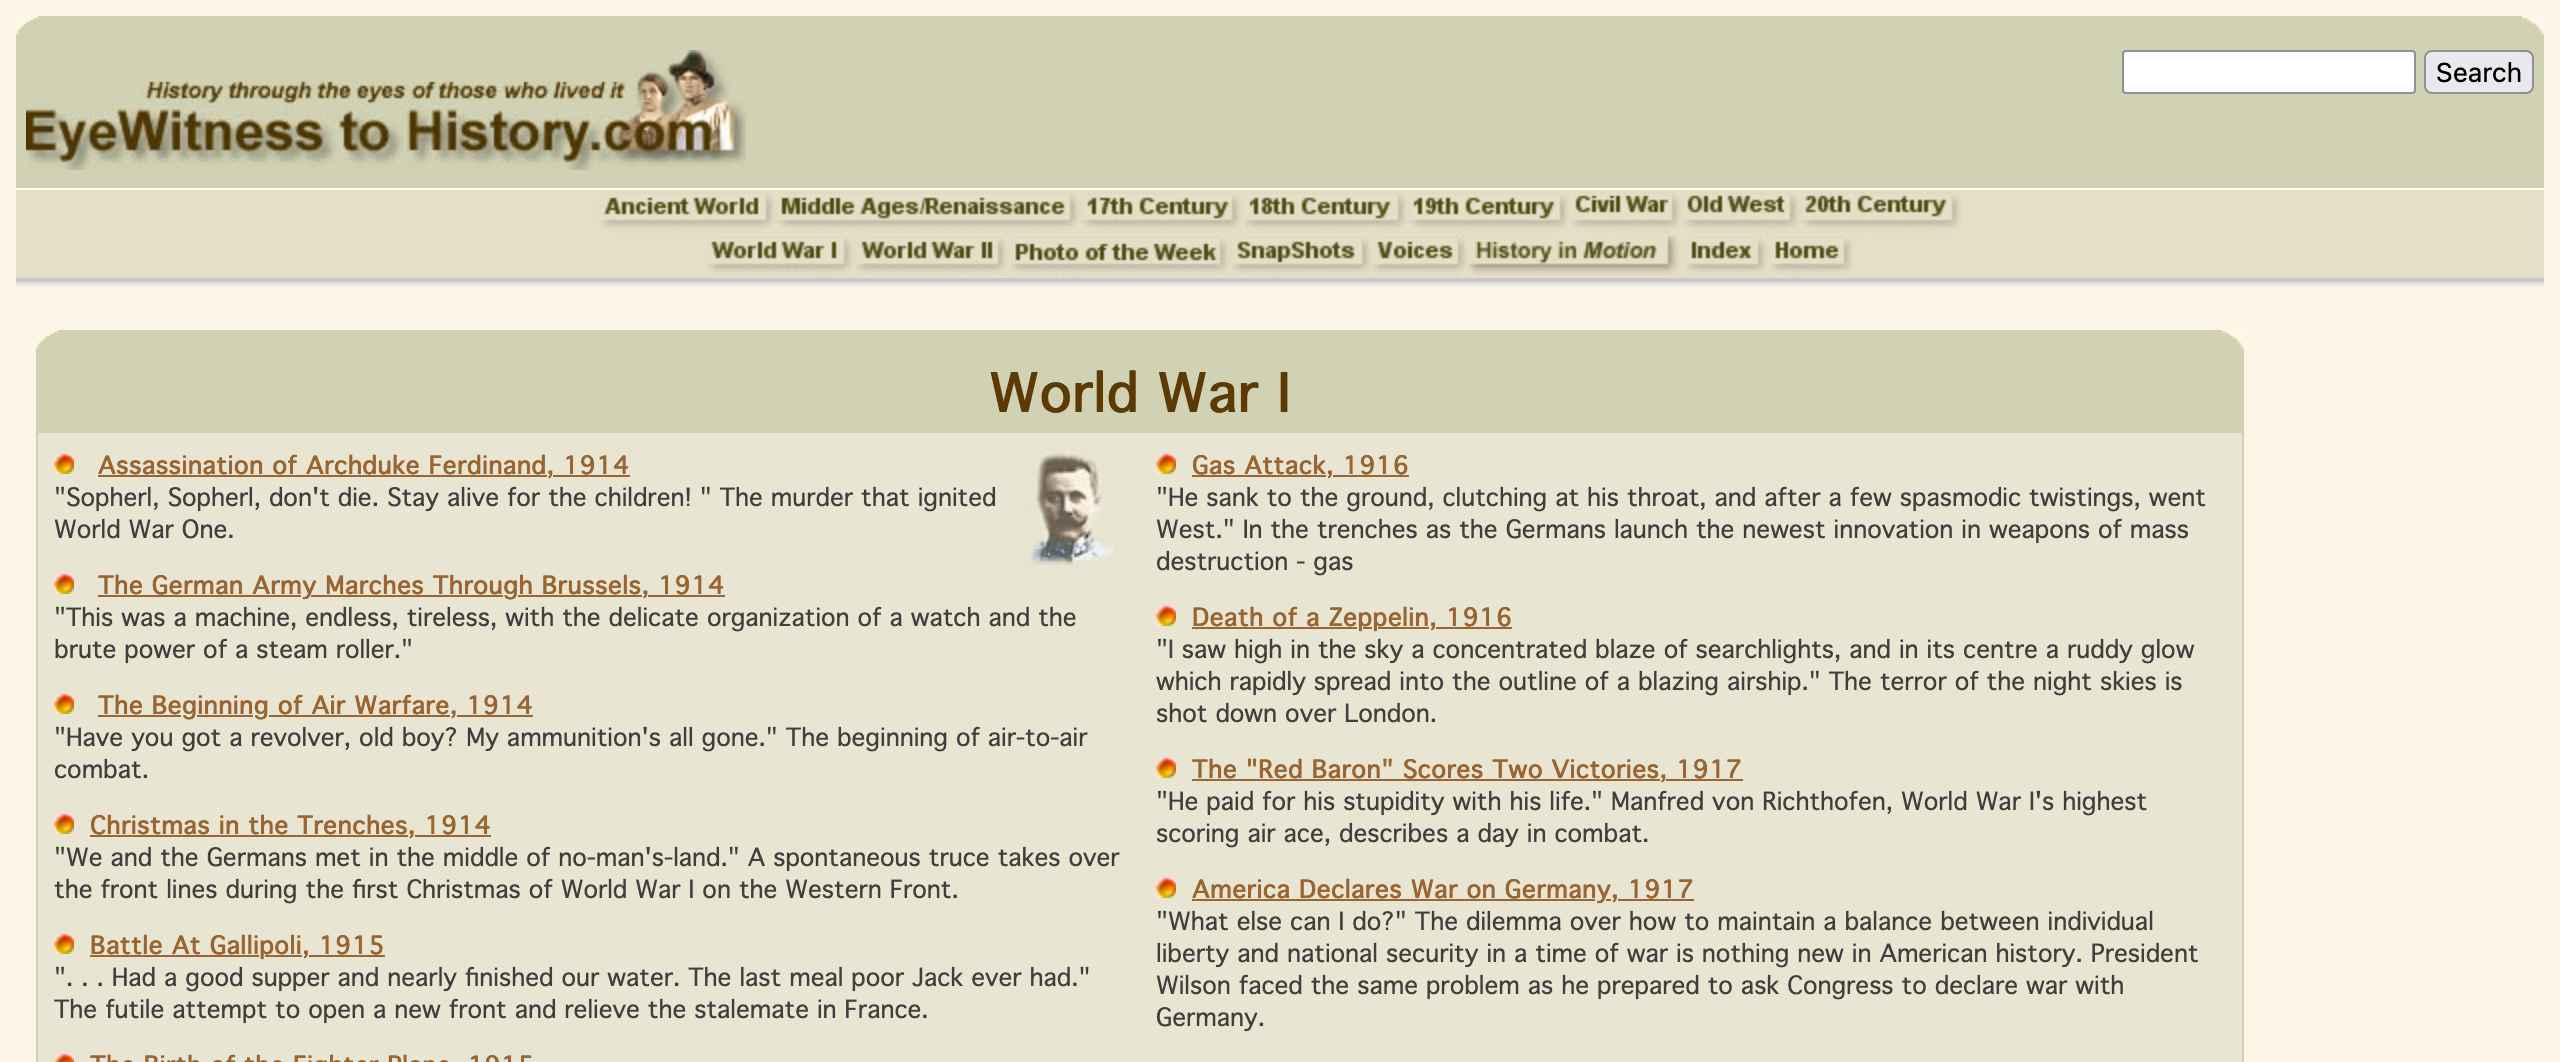 History through the eyes of those who lived it
EyeWitness to History.com
Search
Ancient World Middle Ages/Renaissance 17th Century 18th Century 19th Century Civil War Old West 20th Century
World War I World War II Photo of the Week SnapShots Voices History in Motion Index Home
World War I
Assassination of Archduke Ferdinand, 1914
"Sopherl, Sopherl, don't die. Stay alive for the children! " The murder that ignited
World War One.
The German Army Marches Through Brussels, 1914
"This was a machine, endless, tireless, with the delicate organization of a watch and the
brute power of a steam roller."
The Beginning of Air Warfare, 1914
"Have you got a revolver, old boy? My ammunition's all gone." The beginning of air-to-air
combat.
Christmas in the Trenches, 1914
"We and the Germans met in the middle of no-man's-land." A spontaneous truce takes over
the front lines during the first Christmas of World War I on the Western Front.
Battle At Gallipoli, 1915
". . . Had a good supper and nearly finished our water. The last meal poor Jack ever had."
The futile attempt to open a new front and relieve the stalemate in France.
The Birth of the Fighter Plane, 1915
Gas Attack, 1916
"He sank to the ground, clutching at his throat, and after a few spasmodic twistings, went
West." In the trenches as the Germans launch the newest innovation in weapons of mass
destruction - gas
Death of a Zeppelin, 1916
"I saw high in the sky a concentrated blaze of searchlights, and in its centre a ruddy glow
which rapidly spread into the outline of a blazing airship." The terror of the night skies is
shot down over London.
The "Red Baron" Scores Two Victories, 1917
"He paid for his stupidity with his life." Manfred von Richthofen, World War I's highest
scoring air ace, describes a day in combat.
America Declares War on Germany, 1917
"What else can I do?" The dilemma over how to maintain a balance between individual
liberty and national security in a time of war is nothing new in American history. President
Wilson faced the same problem as he prepared to ask Congress to declare war with
Germany.